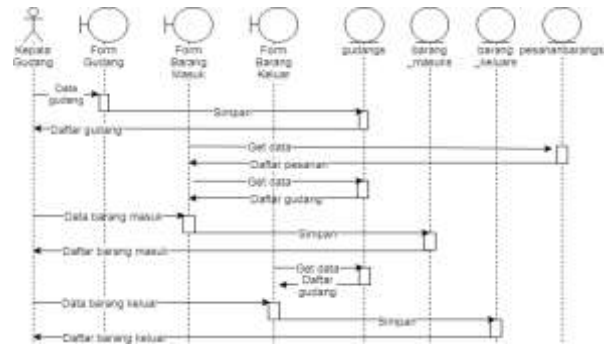 Kepala
Gudang
Form
Gudang
Form
Barang
Masuk
Form
Barang
Keluar
gudangs
barang
_masuks
barang
_keluars
pesananbarangs
Data
gudang
Simpan
Daftar gudang
Get data
Daftar pesanan
Get data
Daftar gudang
Data barang masuk
Simpan
Daftar barang masuk
Get data
Daftar
gudang
Data barang keluar
Simpan
Daftar barang keluar